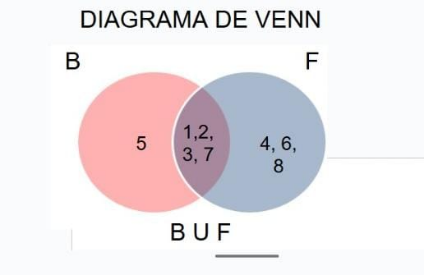 DIAGRAMA DE VENN
B
F
5
1,2,
3, 7
4, 6,
8
B U F